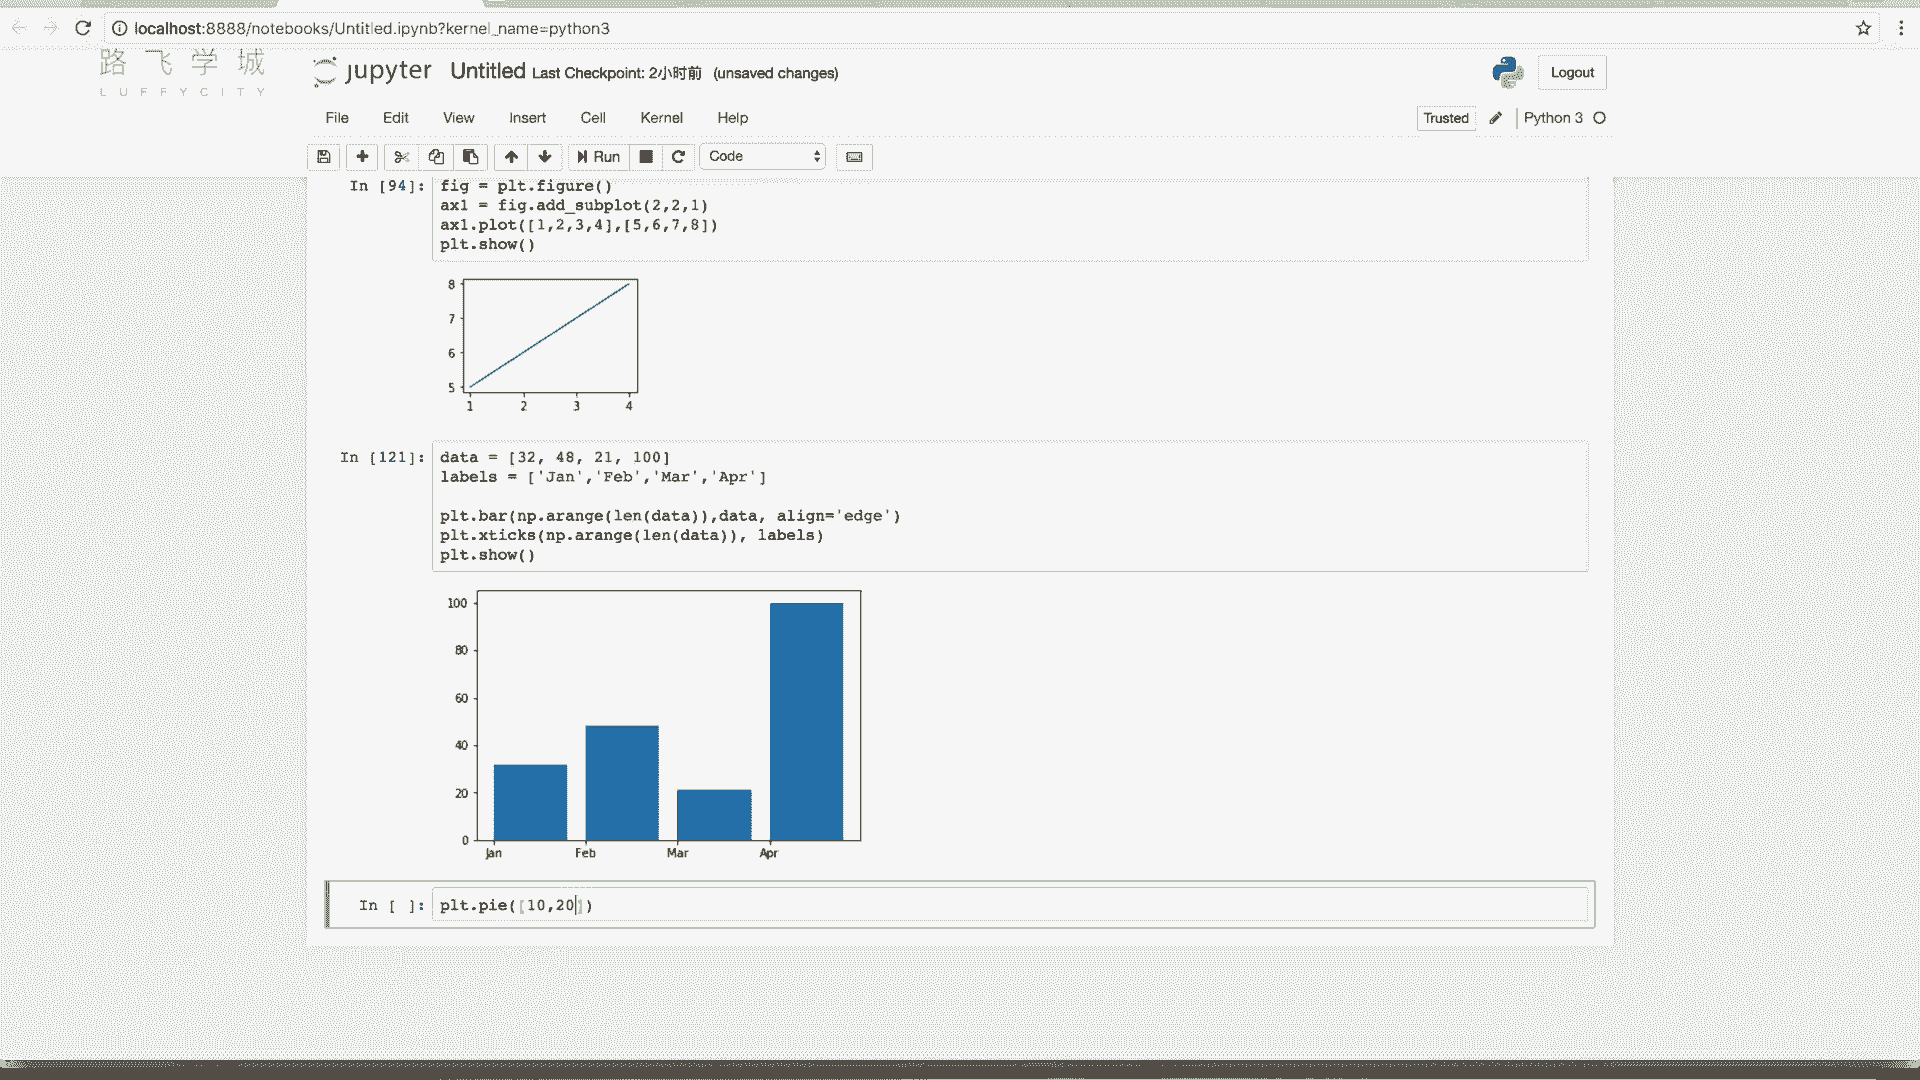 localhost:8888/notebooks/Untitled.ipynb?kernel_name=python3
路飞学城
LUFFYCITY
jupyter Untitled Last Checkpoint: 2小时前 (unsaved changes)
Logout
File Edit View Insert Cell Kernel Help
Trusted Python 3
Run Code
In [94]: fig = plt.figure()
ax1 = fig.add_subplot(2,2,1)
ax1.plot([1,2,3,4],[5,6,7,8])
plt.show()
8
7
6
5
1 2 3 4
In [121]: data = [32, 48, 21, 100]
labels = ['Jan','Feb','Mar','Apr']
plt.bar(np.arange(len(data)),data, align='edge')
plt.xticks(np.arange(len(data)), labels)
plt.show()
100
80
60
40
20
0
Jan Feb Mar Apr
In [ ]: plt.pie([10,20])